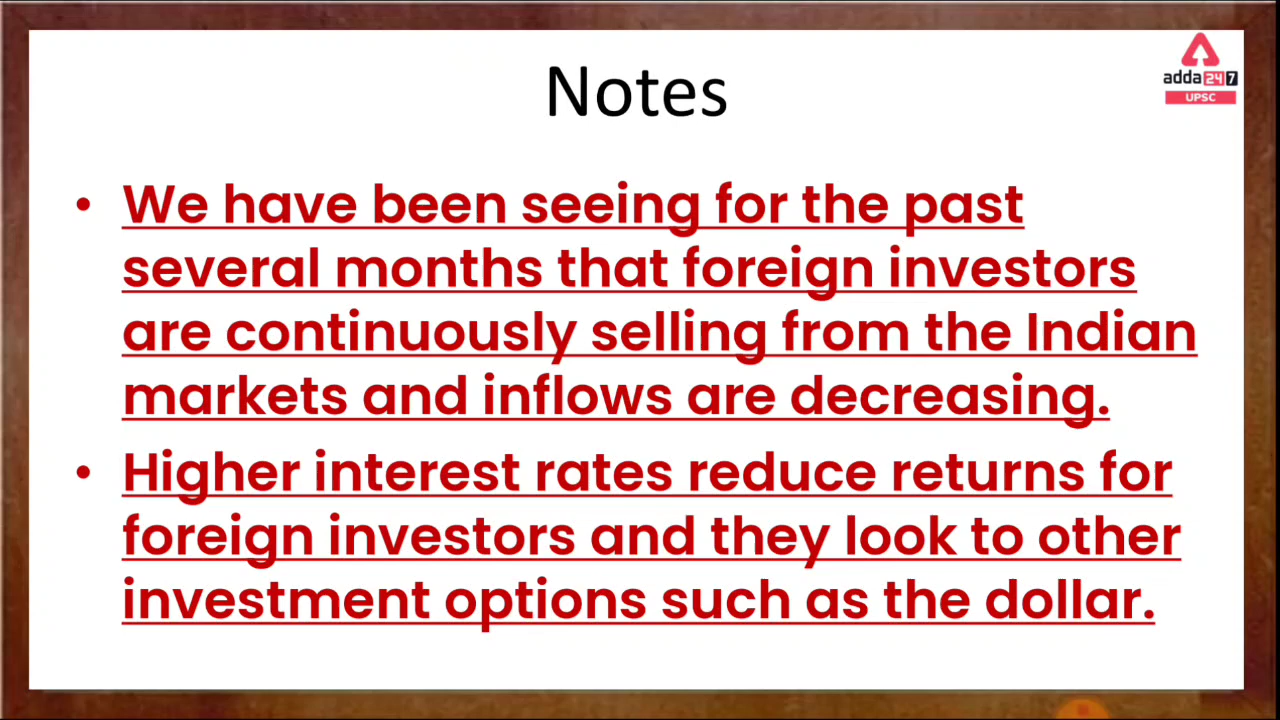 Notes
adda247
UPSC
• We have been seeing for the past
several months that foreign investors
are continuously selling from the Indian
markets and inflows are decreasing.
• Higher interest rates reduce returns for
foreign investors and they look to other
investment options such as the dollar.